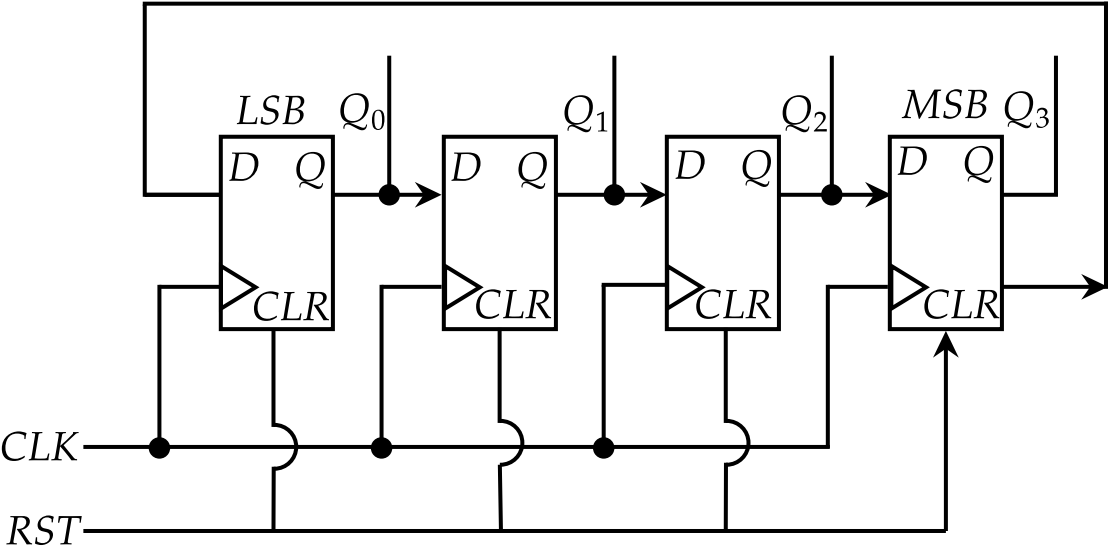 LSB Q0 Q1 Q2 MSB Q3
D Q D Q D Q D Q
CLR CLR CLR CLR
CLK
RST